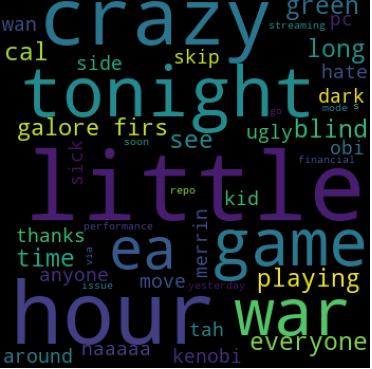 crazy
green
streaming
wan
pc
cal
side
skip
long
hate
tonight
dark
mode
s
galore firs
see
ugly
blind
go
sick
soon
obi
little
financial
repo
kid
thanks
performance
merrin
game
time
via
ea
anyone
issue
move
yesterday
playing
hour
war
tah
everyone
around
haaaaa
kenobi